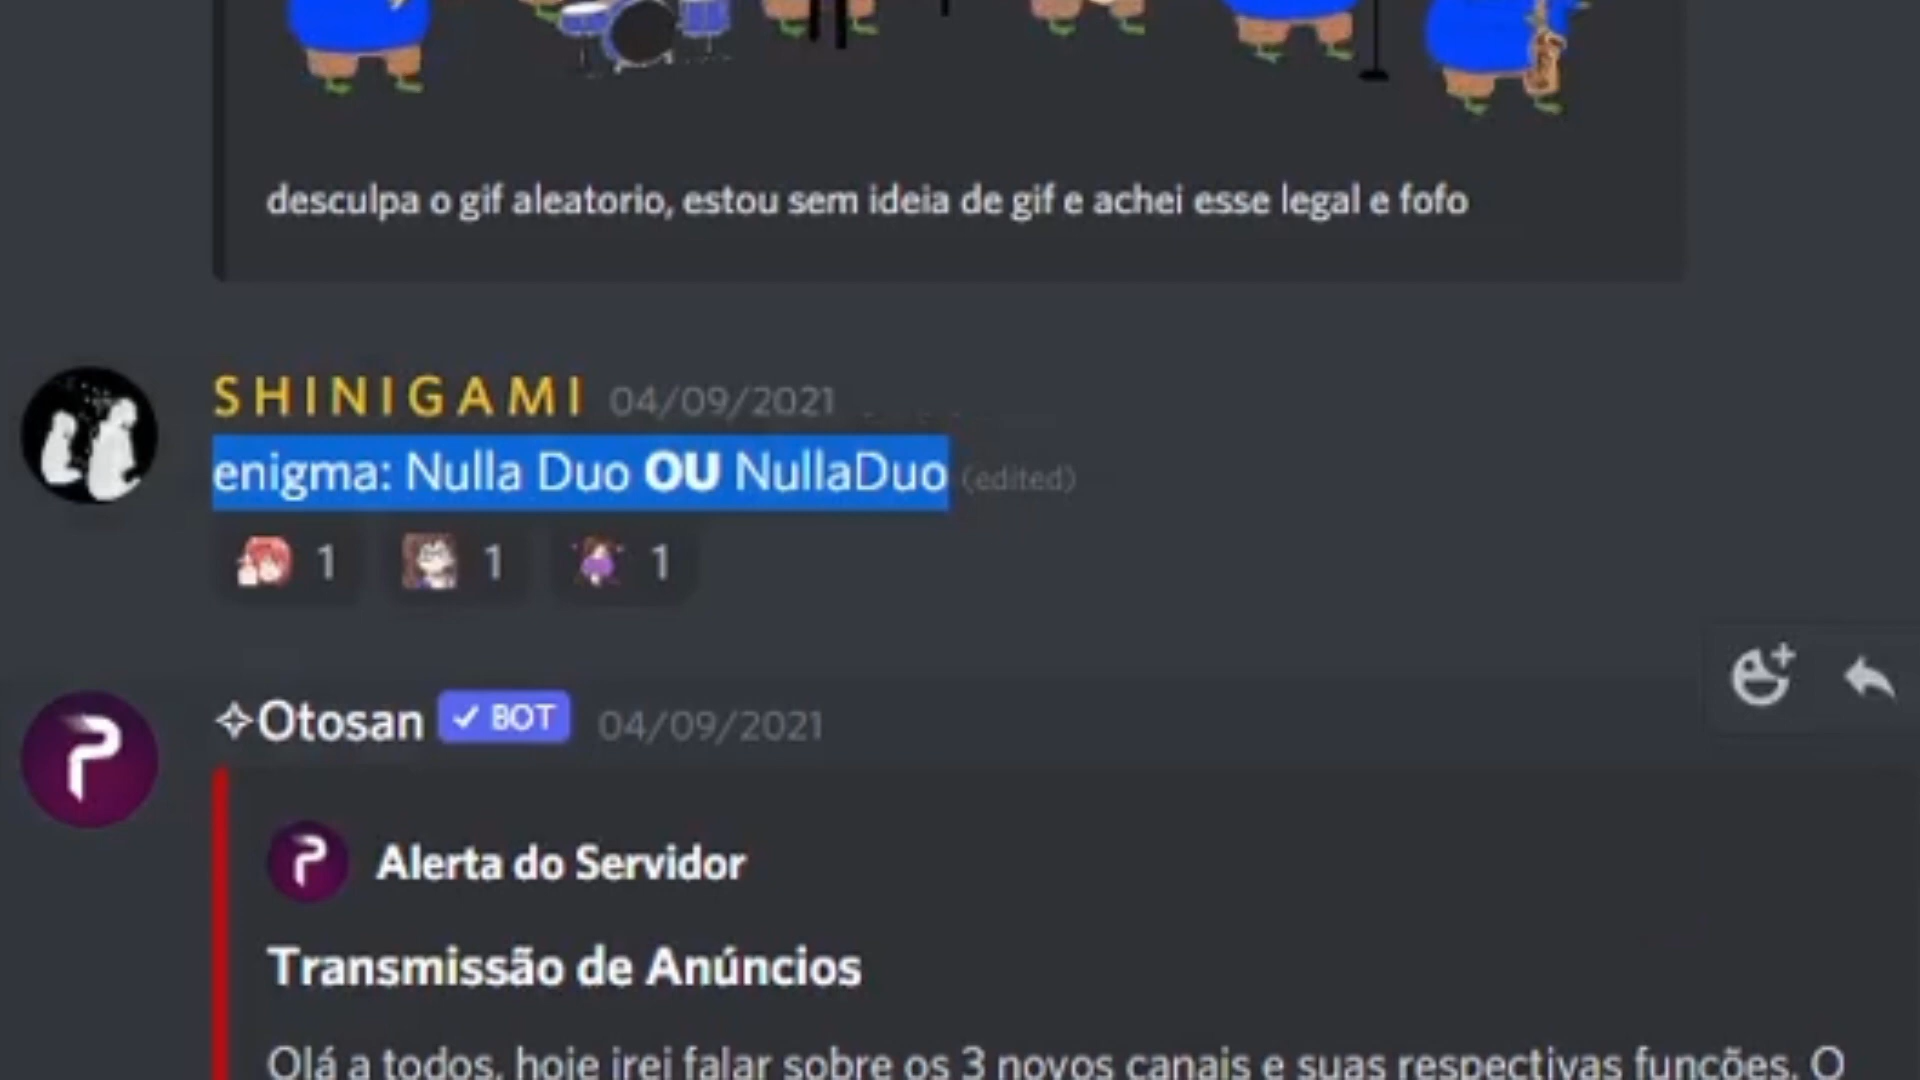 desculpa o gif aleatorio, estou sem ideia de gif e achei esse legal e fofo
SHINIGAMI 04/09/2021
enigma: Nulla Duo OU NullaDuo (edited)
1 1 1
✧Otosan ✓ BOT 04/09/2021
Alerta do Servidor
Transmissão de Anúncios
Olá a todos, hoje irei falar sobre os 3 novos canais e suas respectivas funções. O